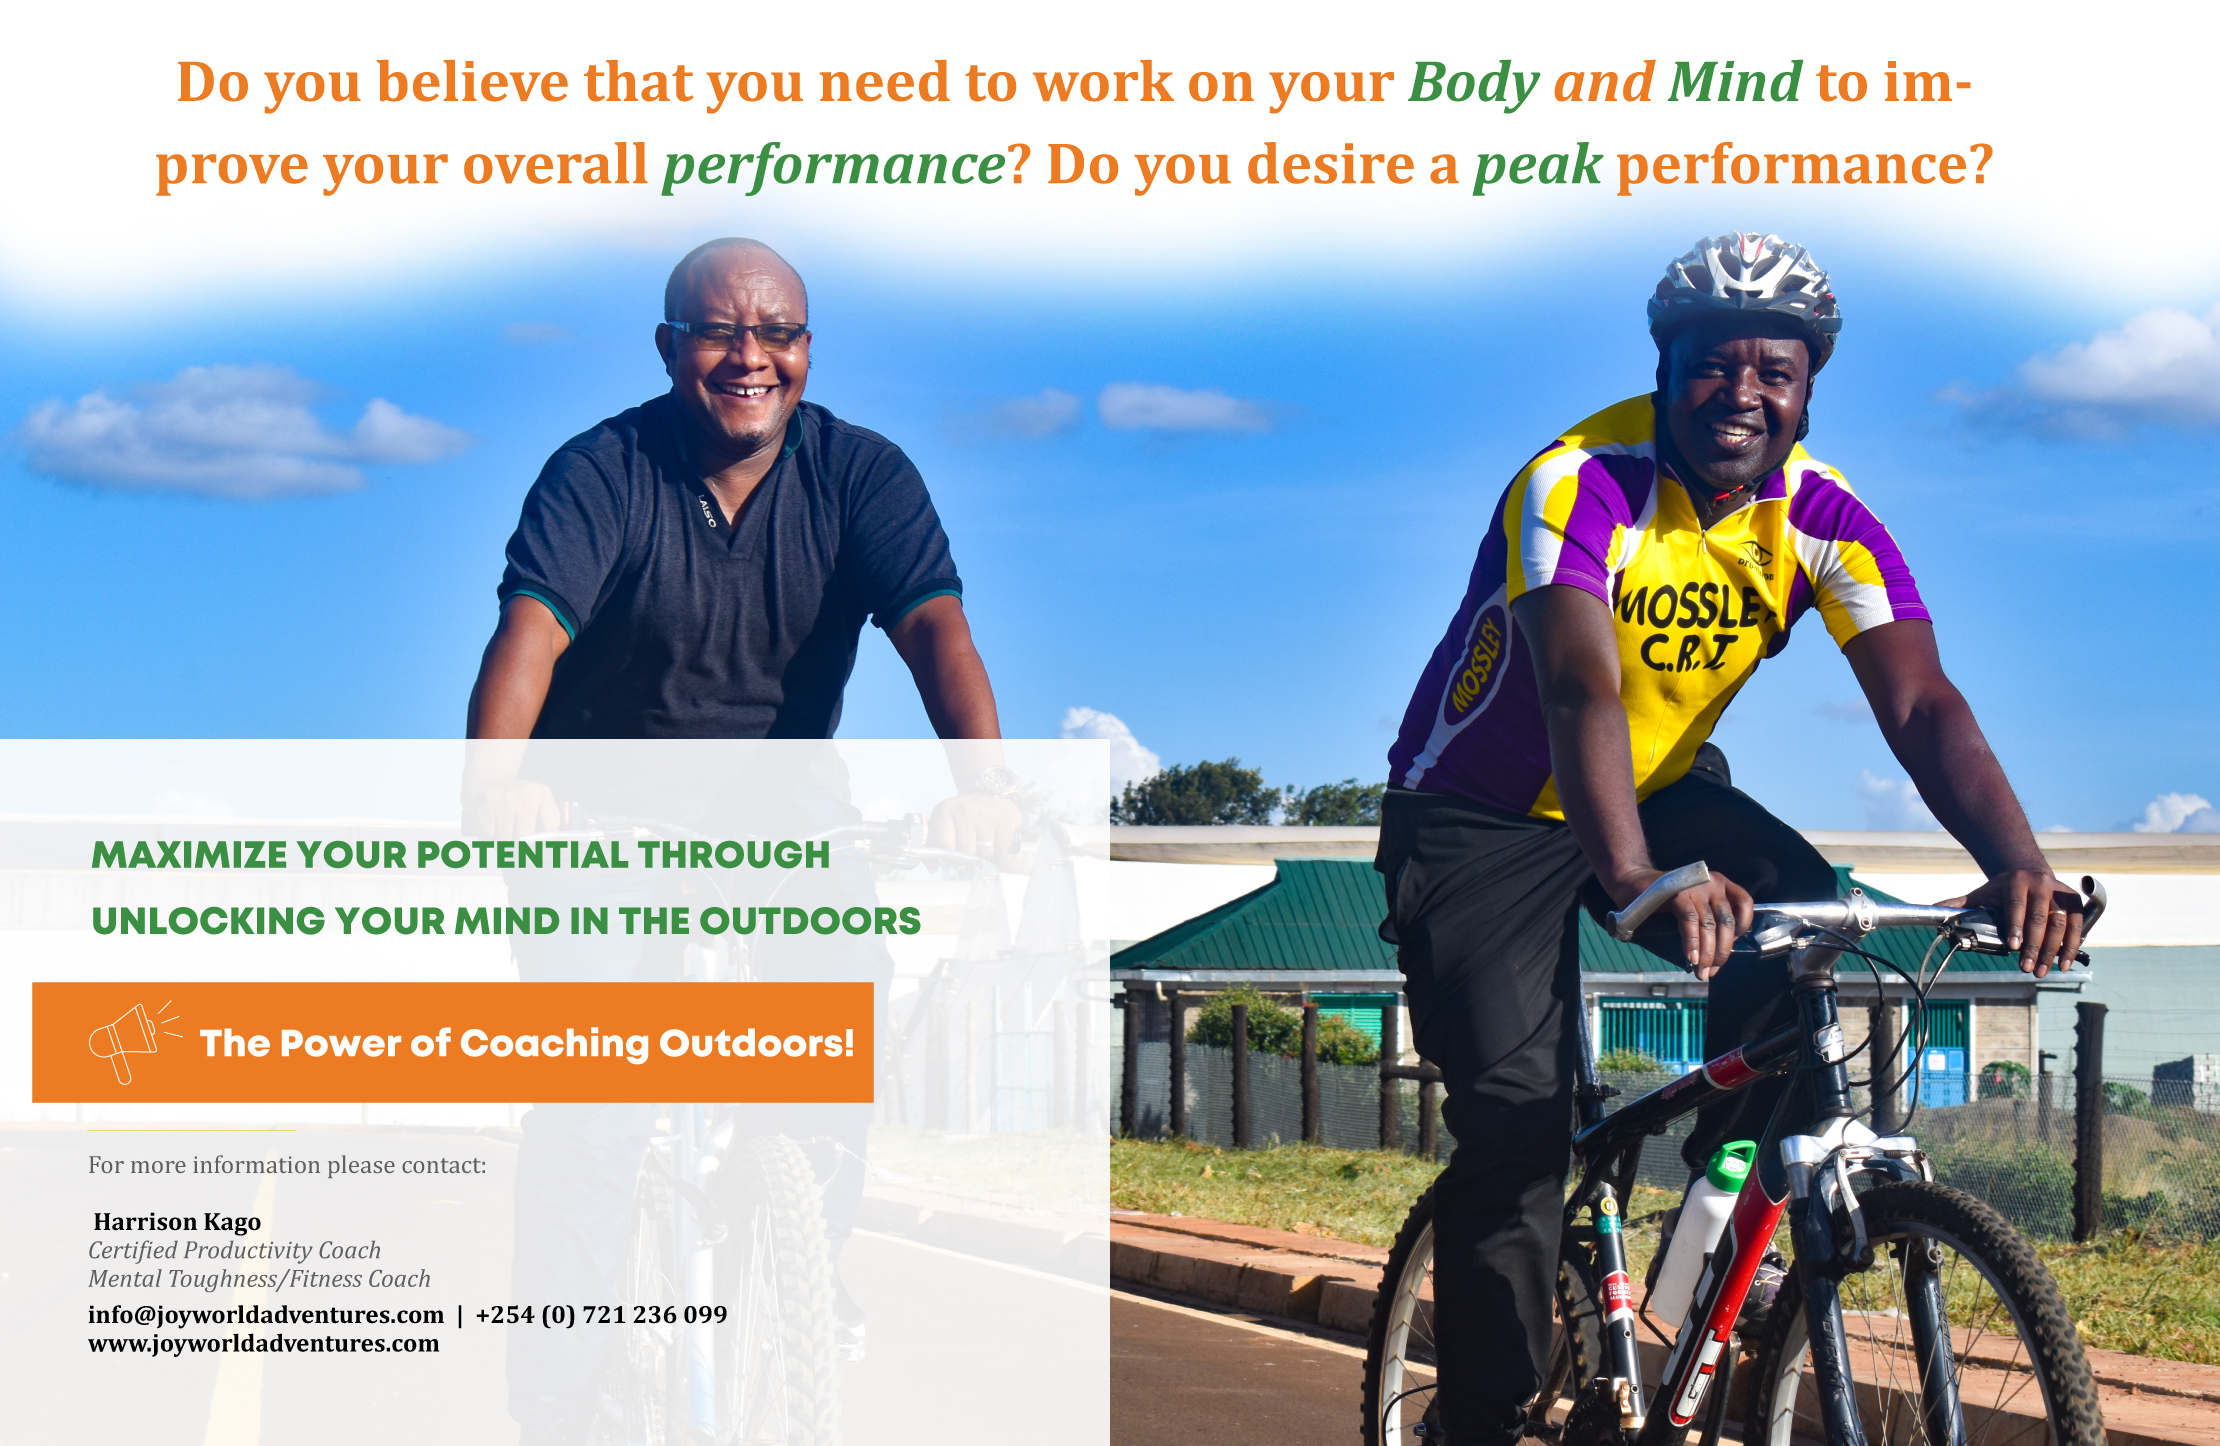 Do you believe that you need to work on your Body and Mind to im-
prove your overall performance? Do you desire a peak performance?
LAISO
MOSSLEY
C.R.T
MOSSLEY
MAXIMIZE YOUR POTENTIAL THROUGH
UNLOCKING YOUR MIND IN THE OUTDOORS
The Power of Coaching Outdoors!
For more information please contact:
Harrison Kago
Certified Productivity Coach
Mental Toughness/Fitness Coach
info@joyworldadventures.com | +254 (0) 721 236 099
www.joyworldadventures.com